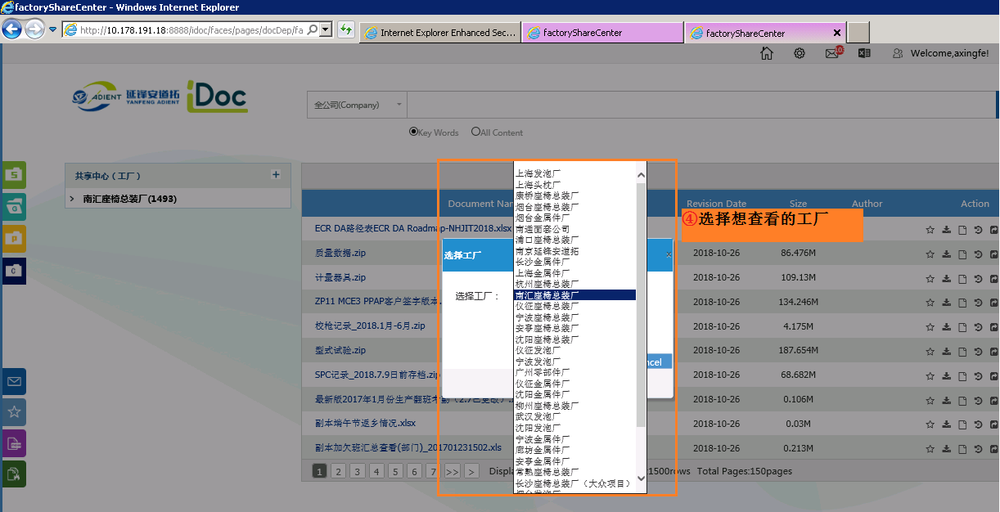 factoryShareCenter - Windows Internet Explorer
http://10.178.191.18:8888/idoc/faces/pages/docDep/fa
Internet Explorer Enhanced Sec...
factoryShareCenter
factoryShareCenter
Welcome,axingfe!
ADIENT 延锋安道拓
YANFENG ADIENT
iDoc
全公司(Company)
Key Words
All Content
共享中心（工厂）
南汇座椅总装厂(1493)
Document Nam
Revision Date
Size
Author
Action
④选择想查看的工厂
ECR DA路径表ECR DA Roadmap-NHJIT2018.xlsx
质量数据.zip
2018-10-26
86.476M
计量器具.zip
2018-10-26
109.13M
ZP11 MCE3 PPAP客户签字版本.
2018-10-26
134.246M
校枪记录_2018.1月-6月.zip
2018-10-26
4.175M
型式试验.zip
2018-10-26
187.654M
SPC记录_2018.7.9日前存档.zip
2018-10-26
68.682M
最新版2017年1月份生产翻班考勤（2.7已更改）.
2018-10-26
0.106M
副本端午节返乡情况.xlsx
2018-10-26
0.03M
副本加欠班汇总查看(部门)_201701231502.xls
2018-10-26
0.213M
选择工厂
×
选择工厂：
ncel
上海发泡厂
上海头枕厂
康桥座椅总装厂
烟台座椅总装厂
烟台金属件厂
南通面套公司
浦口座椅总装厂
南京延锋安道拓
长沙金属件厂
上海金属件厂
杭州座椅总装厂
南汇座椅总装厂
仪征座椅总装厂
宁波座椅总装厂
安亭座椅总装厂
沈阳座椅总装厂
仪征发泡厂
宁波发泡厂
广州零部件厂
仪征金属件厂
沈阳金属件厂
柳州座椅总装厂
武汉发泡厂
沈阳发泡厂
宁波金属件厂
廊坊金属件厂
安亭金属件厂
常熟座椅总装厂
长沙座椅总装厂（大众项目）
烟台发泡厂
1 2 3 4 5 6 7 >> >
Displa
:1500rows Total Pages:150pages